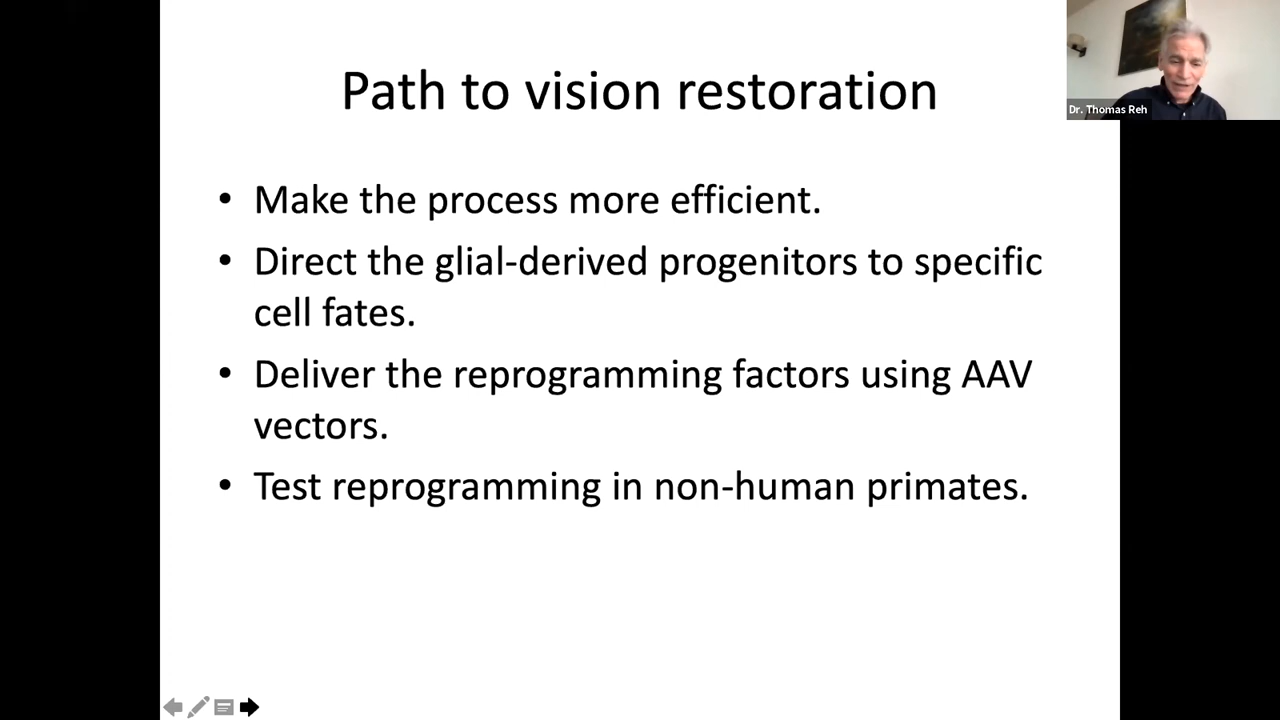 Path to vision restoration
Dr. Thomas Reh
• Make the process more efficient.
• Direct the glial-derived progenitors to specific
cell fates.
• Deliver the reprogramming factors using AAV
vectors.
• Test reprogramming in non-human primates.